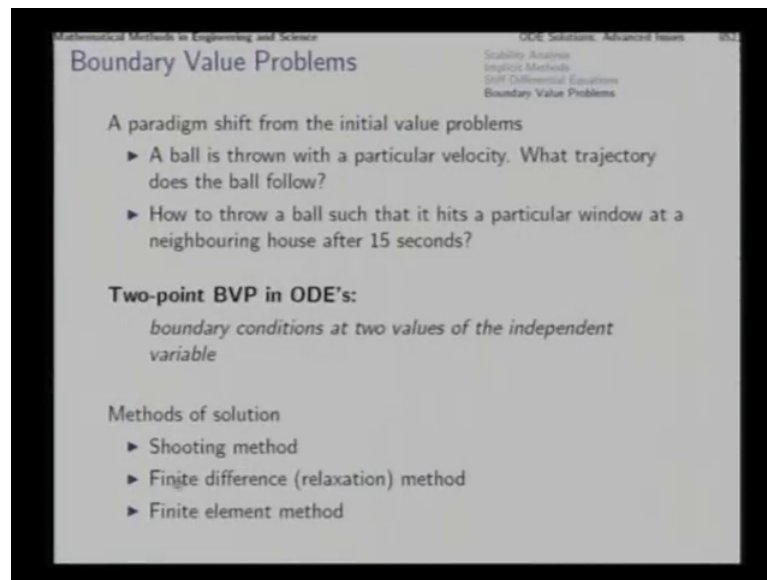 Mathematical Methods in Engineering and Science ODE Solutions: Advanced Issues 852,
Boundary Value Problems
Stability Analysis
Implicit Methods
Stiff Differential Equations
Boundary Value Problems
A paradigm shift from the initial value problems
► A ball is thrown with a particular velocity. What trajectory
does the ball follow?
► How to throw a ball such that it hits a particular window at a
neighbouring house after 15 seconds?
Two-point BVP in ODE's:
boundary conditions at two values of the independent
variable
Methods of solution
► Shooting method
► Finite difference (relaxation) method
► Finite element method